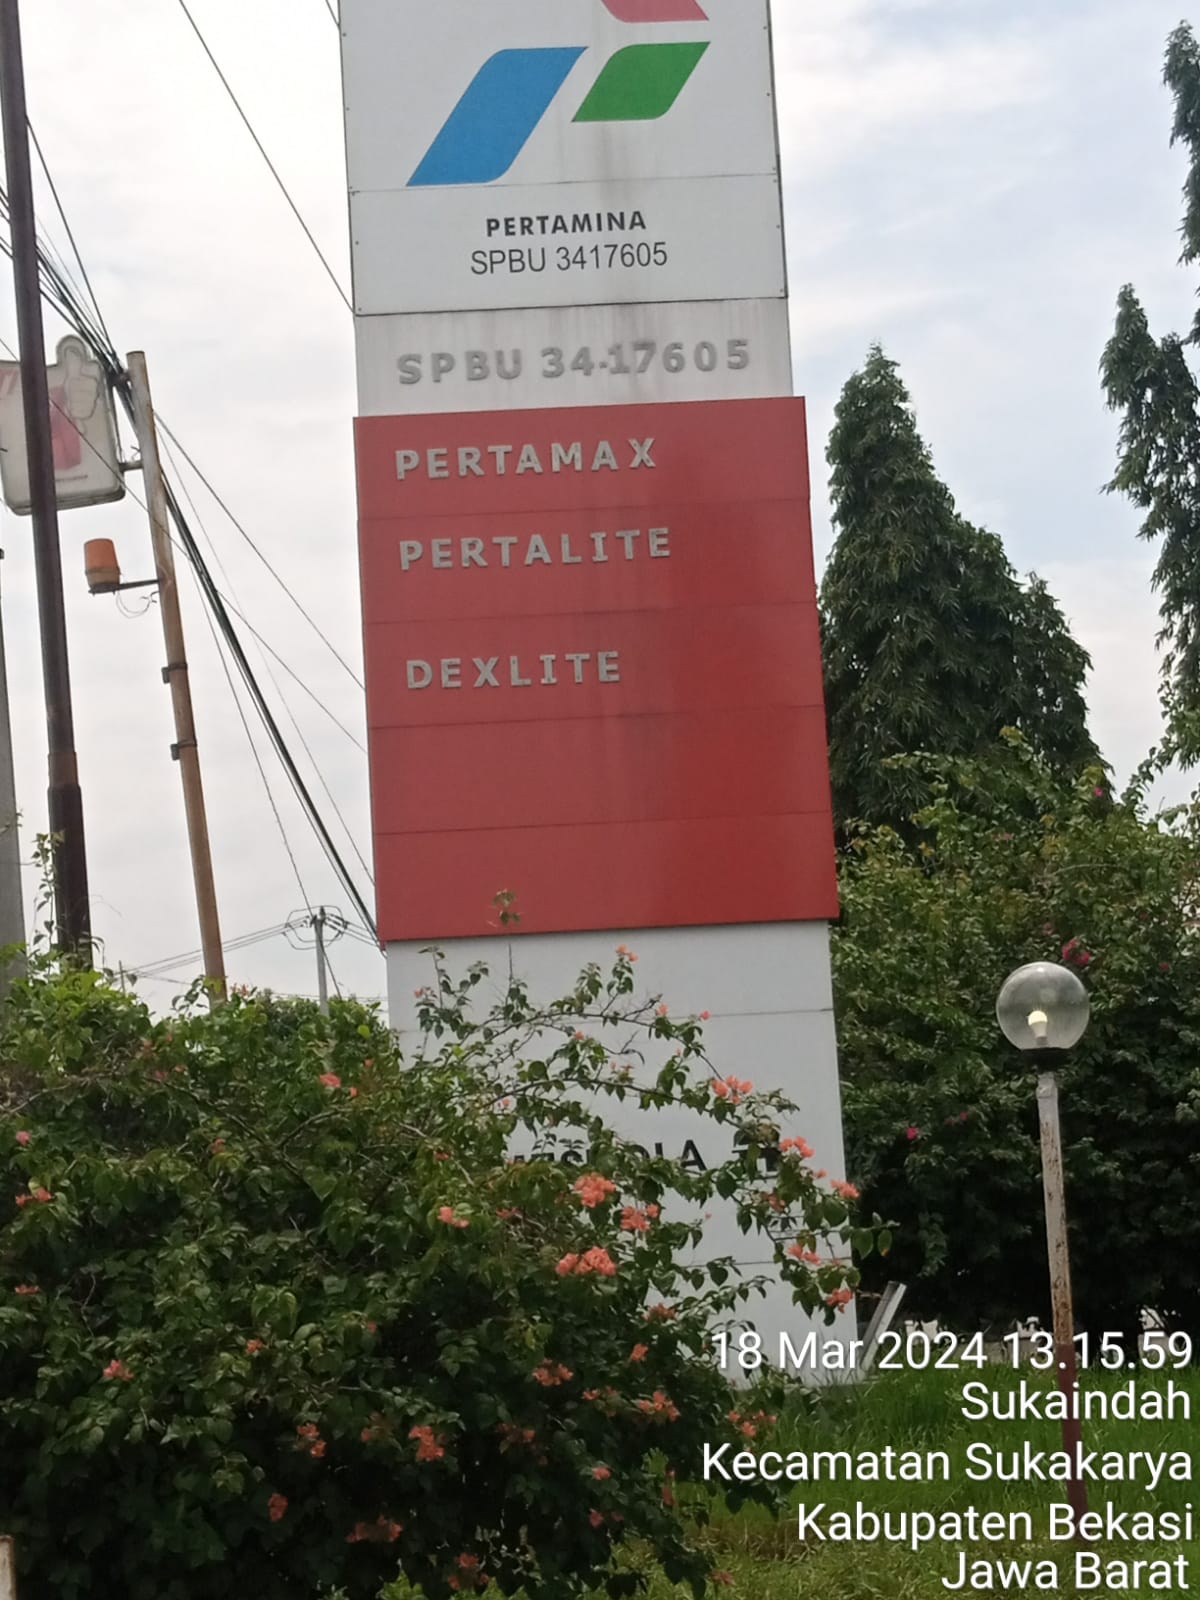 PERTAMINA
SPBU 3417605
SPBU 34-17605
PERTAMAX
PERTALITE
DEXLITE
18 Mar 2024 13.15.59
Sukaindah
Kecamatan Sukakarya
Kabupaten Bekasi
Jawa Barat